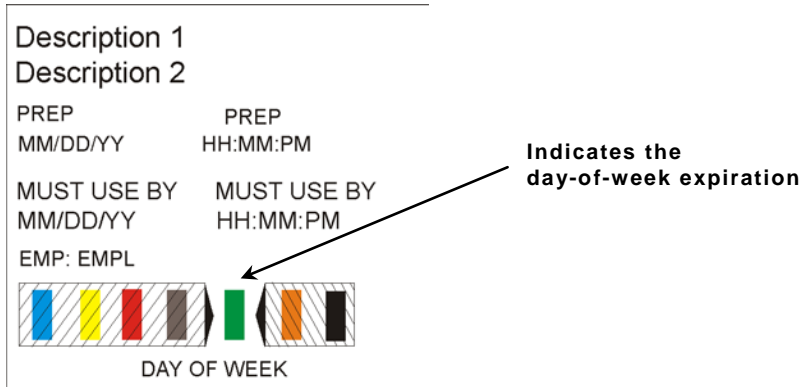 Description 1
Description 2
PREP PREP
MM/DD/YY HH:MM:PM
Indicates the
day-of-week expiration
MUST USE BY MUST USE BY
MM/DD/YY HH:MM:PM
EMP: EMPL
DAY OF WEEK